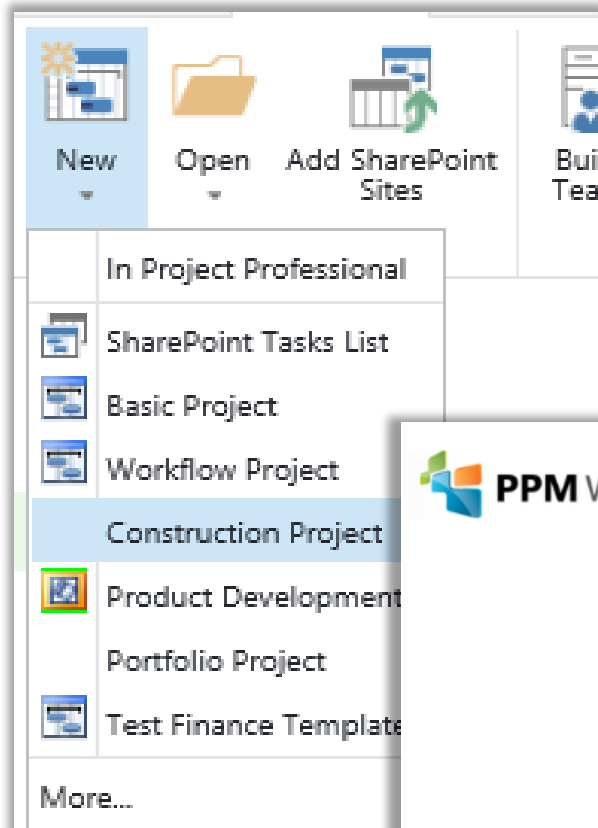 New
Open
Add SharePoint
Sites
In Project Professional
SharePoint Tasks List
Basic Project
Workflow Project
Construction Project
Product Development
Portfolio Project
Test Finance Template
More...
PPM